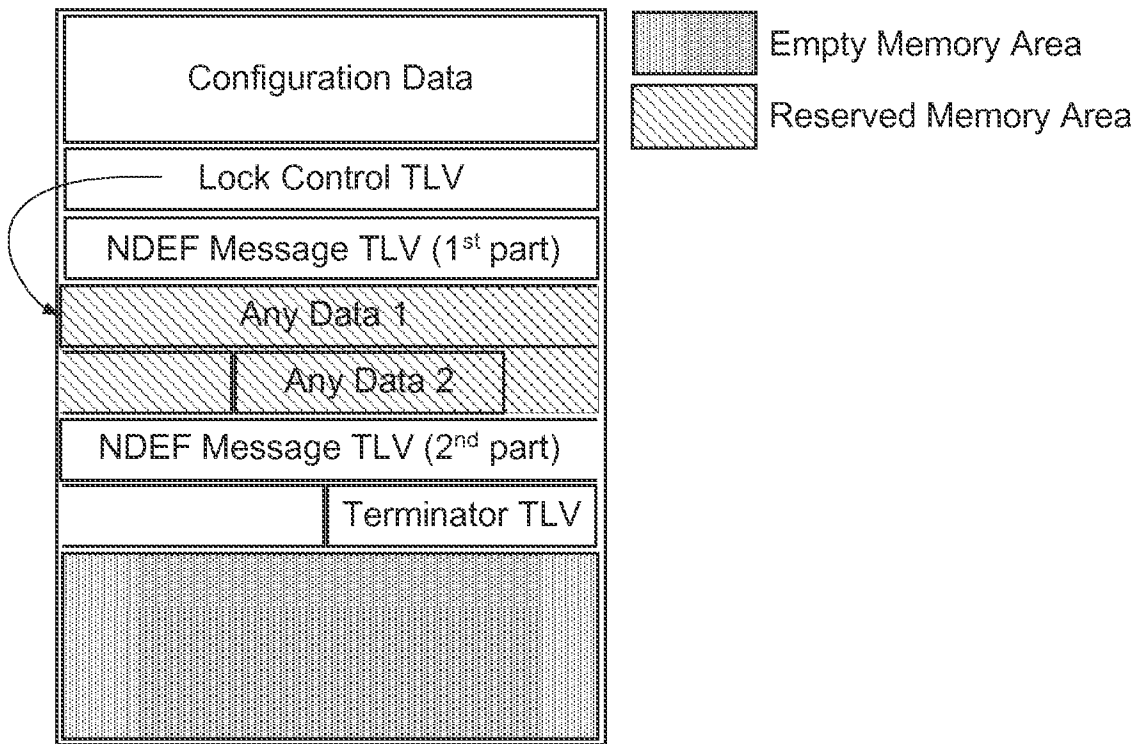 Configuration Data
Lock Control TLV
NDEF Message TLV (1st part)
Any Data 1
Any Data 2
NDEF Message TLV (2nd part)
Terminator TLV
Empty Memory Area
Reserved Memory Area